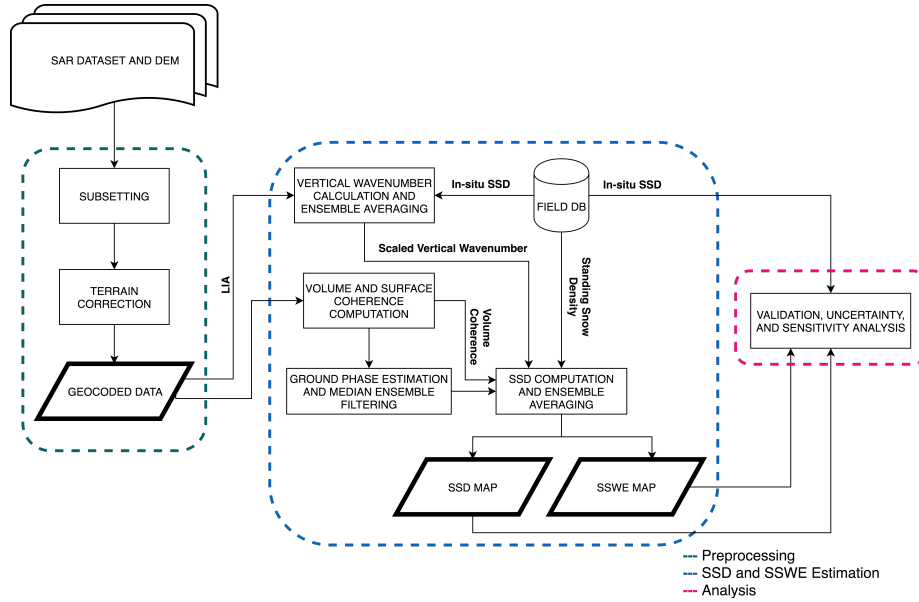 SAR DATASET AND DEM
SUBSETTING
TERRAIN
CORRECTION
GEOCODED DATA
LIA
VERTICAL WAVENUMBER
CALCULATION AND
ENSEMBLE AVERAGING
In-situ SSD
FIELD DB
In-situ SSD
Scaled Vertical Wavenumber
VOLUME AND SURFACE
COHERENCE
COMPUTATION
Volume
Coherence
Standing Snow
Density
GROUND PHASE ESTIMATION
AND MEDIAN ENSEMBLE
FILTERING
SSD COMPUTATION
AND ENSEMBLE
AVERAGING
SSD MAP
SSWE MAP
VALIDATION, UNCERTAINTY,
AND SENSITIVITY ANALYSIS
Preprocessing
SSD and SSWE Estimation
Analysis